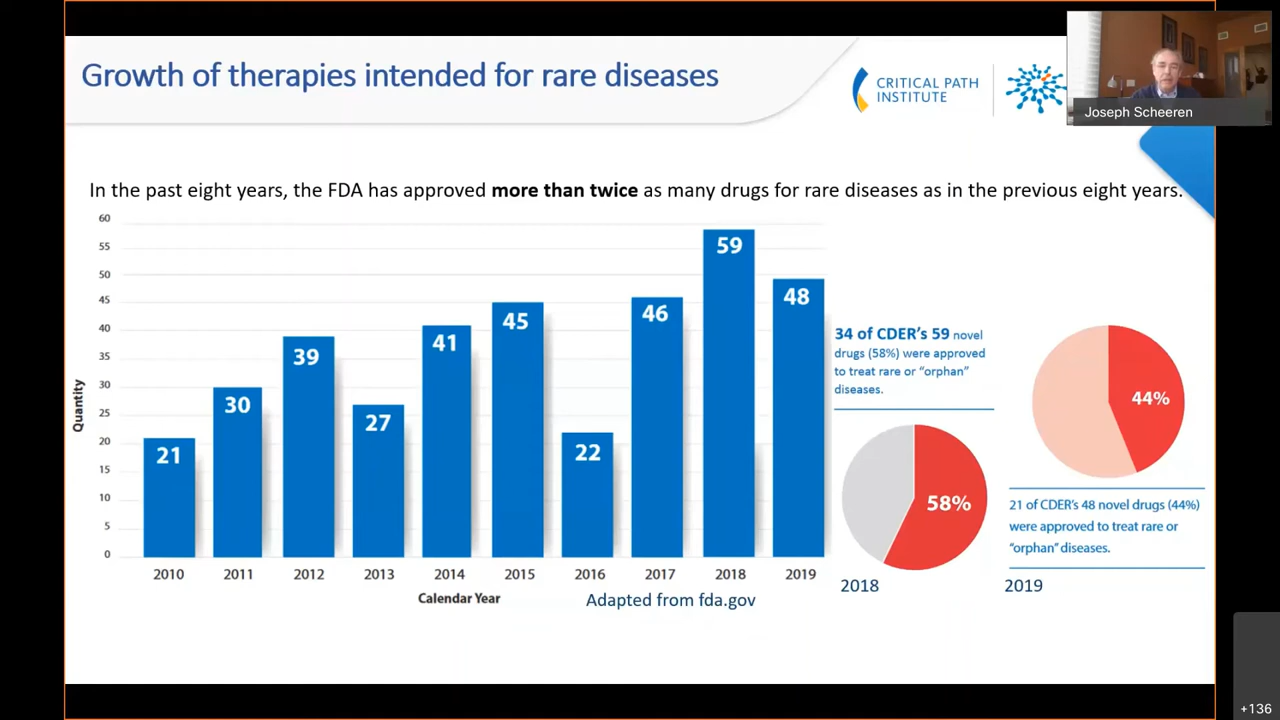 Growth of therapies intended for rare diseases
CRITICAL PATH
INSTITUTE
Joseph Scheeren
In the past eight years, the FDA has approved more than twice as many drugs for rare diseases as in the previous eight years.
60
55
50
45
40
35
30
25
20
15
10
5
0
Quantity
21
30
39
27
41
45
22
46
59
48
2010
2011
2012
2013
2014
2015
2016
2017
2018
2019
Calendar Year
Adapted from fda.gov
34 of CDER's 59 novel
drugs (58%) were approved
to treat rare or “orphan”
diseases.
58%
2018
44%
21 of CDER's 48 novel drugs (44%)
were approved to treat rare or
“orphan” diseases.
2019
+136